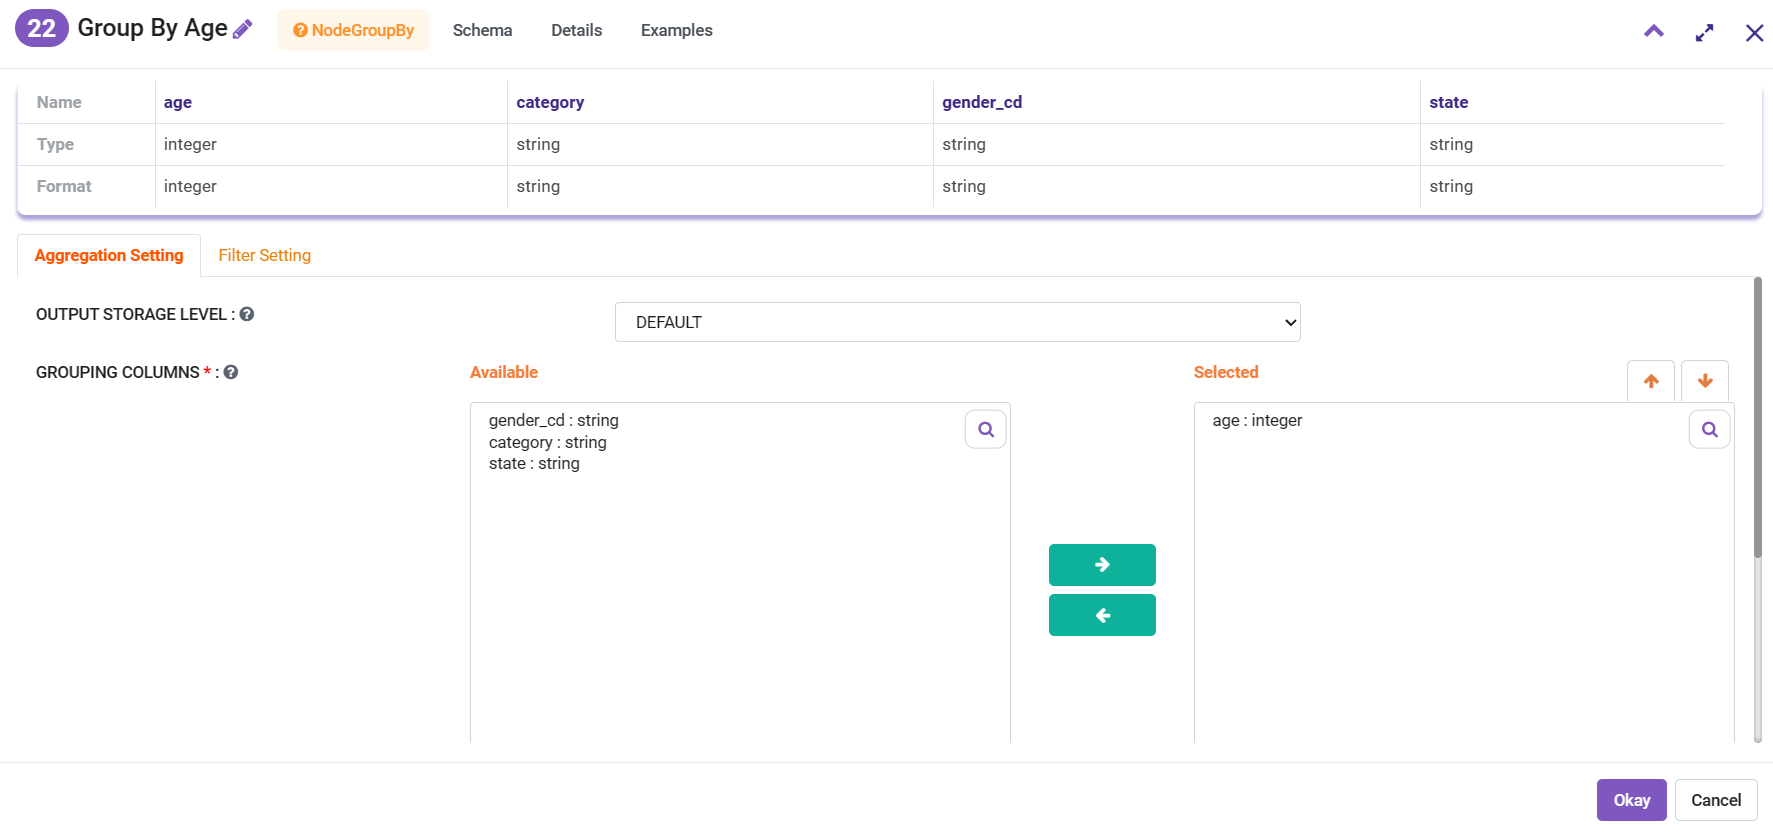 22 Group By Age NodeGroupBy Schema Details Examples
Name age category gender_cd state
Type integer string string string
Format integer string string string
Aggregation Setting Filter Setting
OUTPUT STORAGE LEVEL : DEFAULT
GROUPING COLUMNS * : Available Selected
gender_cd : string age : integer
category : string
state : string
Okay Cancel